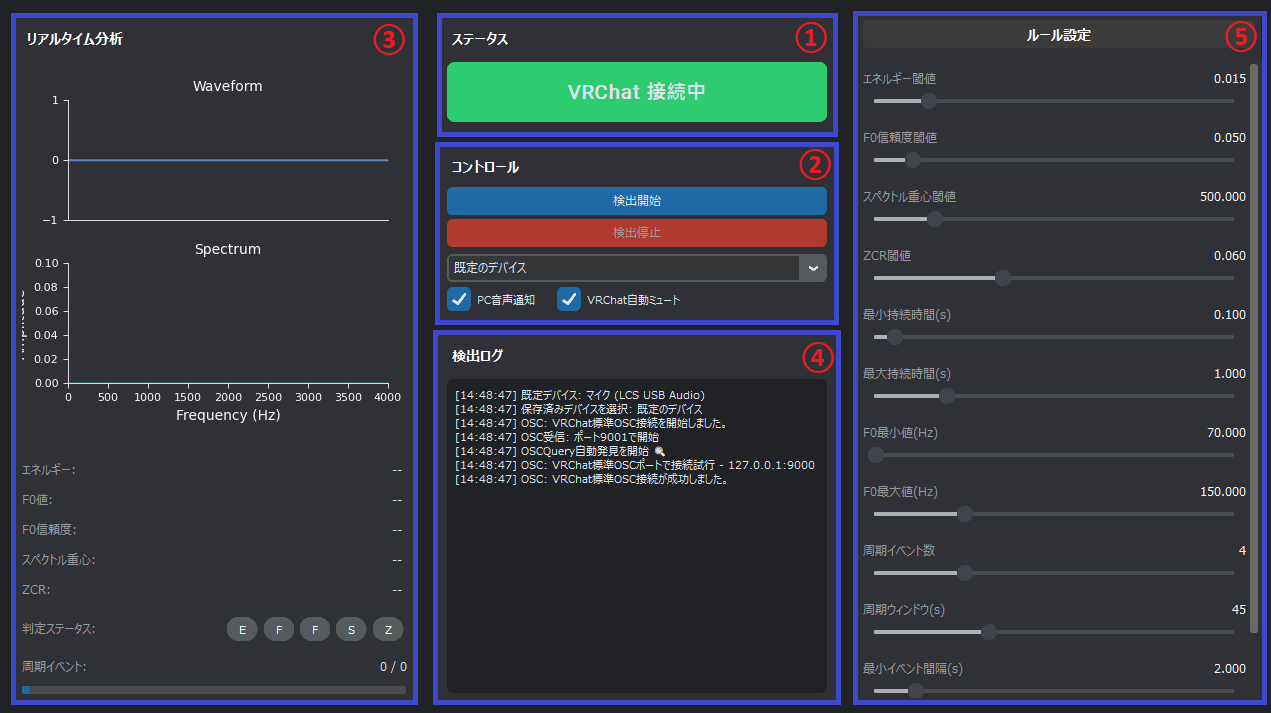 リアルタイム分析
③
Waveform
1
0
−1
Spectrum
0.10
0.08
0.06
0.04
0.02
0.00
0 500 1000 1500 2000 2500 3000 3500 4000
Frequency (Hz)
エネルギー: --
F0値: --
F0信頼度: --
スペクトル重心: --
ZCR: --
判定ステータス: E F F S Z
周期イベント: 0 / 0
ステータス
①
VRChat 接続中
コントロール
②
検出開始
検出停止
既定のデバイス
PC音声通知 VRChat自動ミュート
検出ログ
④
[14:48:47] 既定デバイス: マイク (LCS USB Audio)
[14:48:47] 保存済みデバイスを選択: 既定のデバイス
[14:48:47] OSC: VRChat標準OSC接続を開始しました。
[14:48:47] OSC受信: ポート9001で開始
[14:48:47] OSCQuery自動発見を開始
[14:48:47] OSC: VRChat標準OSCポートで接続試行 - 127.0.0.1:9000
[14:48:47] OSC: VRChat標準OSC接続が成功しました。
ルール設定
⑤
エネルギー閾値 0.015
F0信頼度閾値 0.050
スペクトル重心閾値 500.000
ZCR閾値 0.060
最小持続時間(s) 0.100
最大持続時間(s) 1.000
F0最小値(Hz) 70.000
F0最大値(Hz) 150.000
周期イベント数 4
周期ウィンドウ(s) 45
最小イベント間隔(s) 2.000